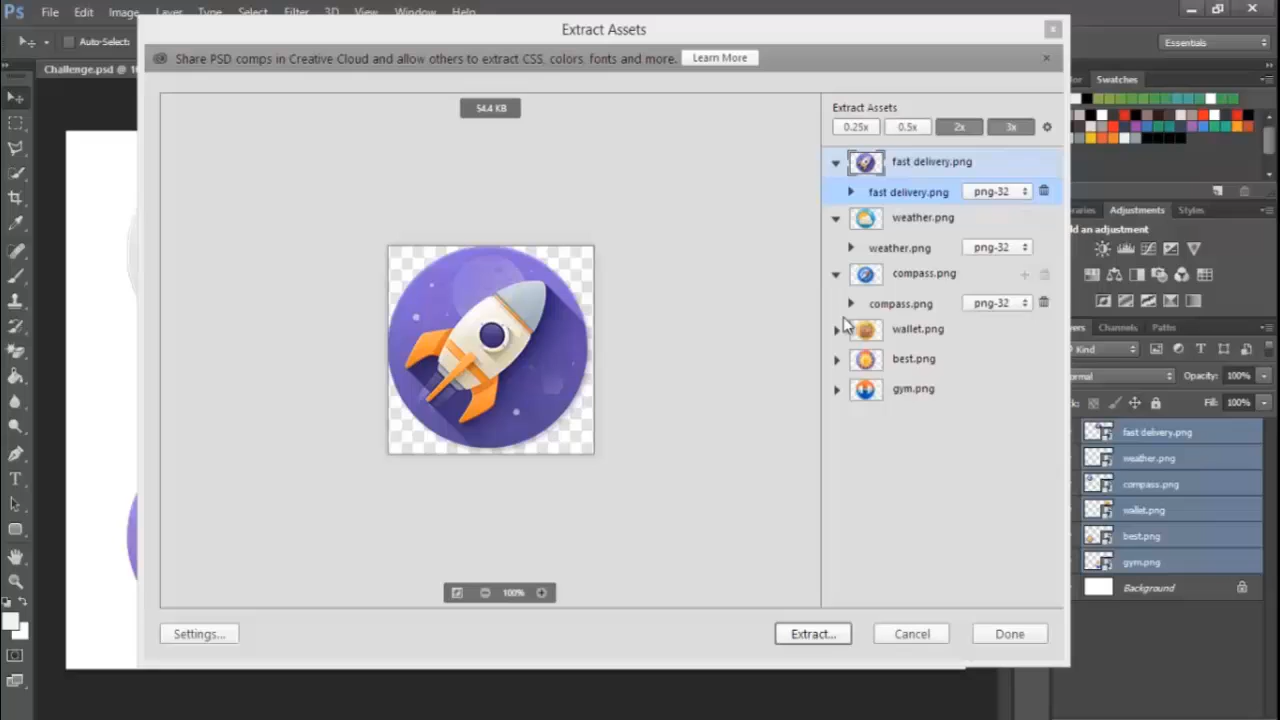 Ps File Edit Image Layer Type Select Filter 3D View Window Help
Extract Assets
Auto-Select:
Essentials
Share PSD comps in Creative Cloud and allow others to extract CSS, colors, fonts and more. Learn More
Challenge.psd @
Swatches
54.4 KB
Extract Assets
0.25x 0.5x 2x 3x
fast delivery.png
fast delivery.png png-32
weather.png
weather.png png-32
compass.png
compass.png png-32
wallet.png
best.png
gym.png
Adjustments Styles
an adjustment
Channels Paths
Kind
Opacity: 100%
Fill: 100%
fast delivery.png
weather.png
compass.png
wallet.png
best.png
gym.png
Background
100%
Settings... Extract... Cancel Done